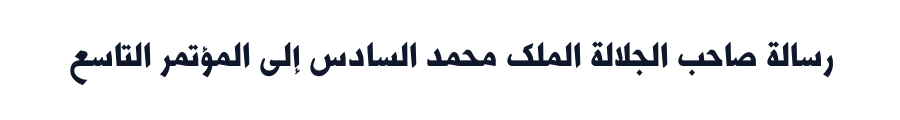 رسالة صاحب الجلالة الملك محمد السادس إلى المؤتمر التاسع